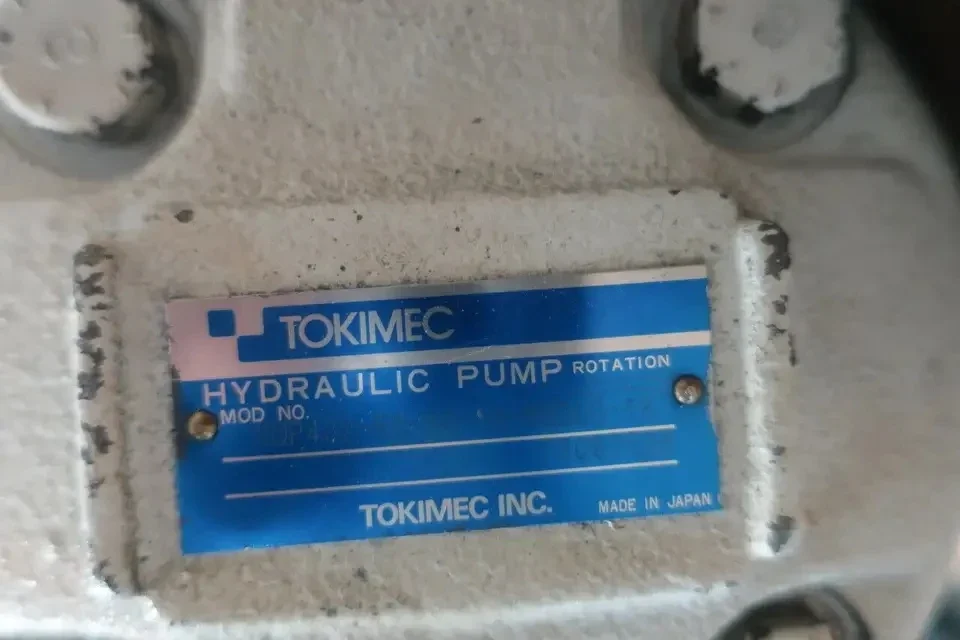 TOKIMEC
HYDRAULIC PUMP ROTATION
MOD NO.
TOKIMEC INC. MADE IN JAPAN